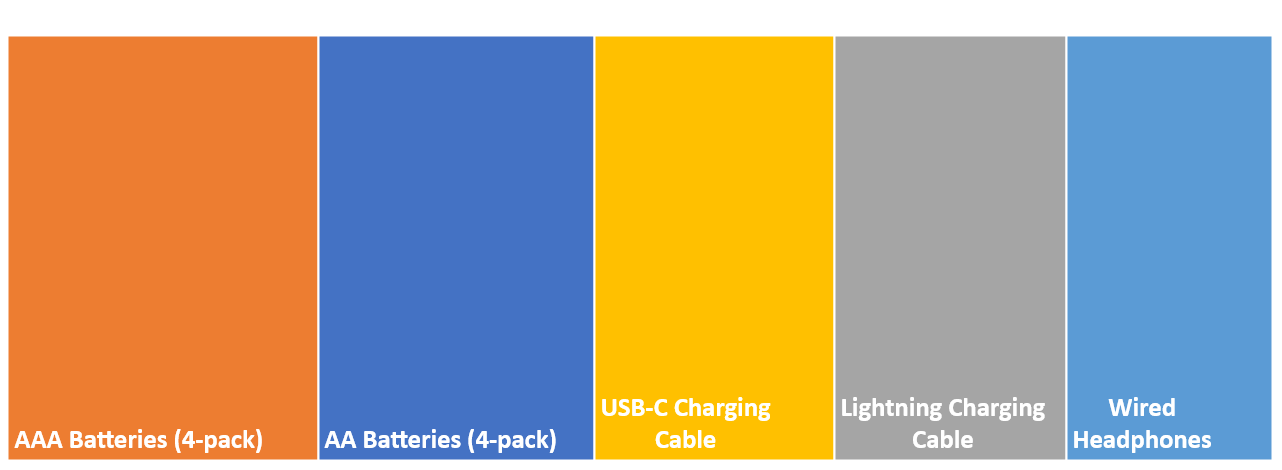 AAA Batteries (4-pack)
AA Batteries (4-pack)
USB-C Charging
Cable
Lightning Charging
Cable
Wired
Headphones